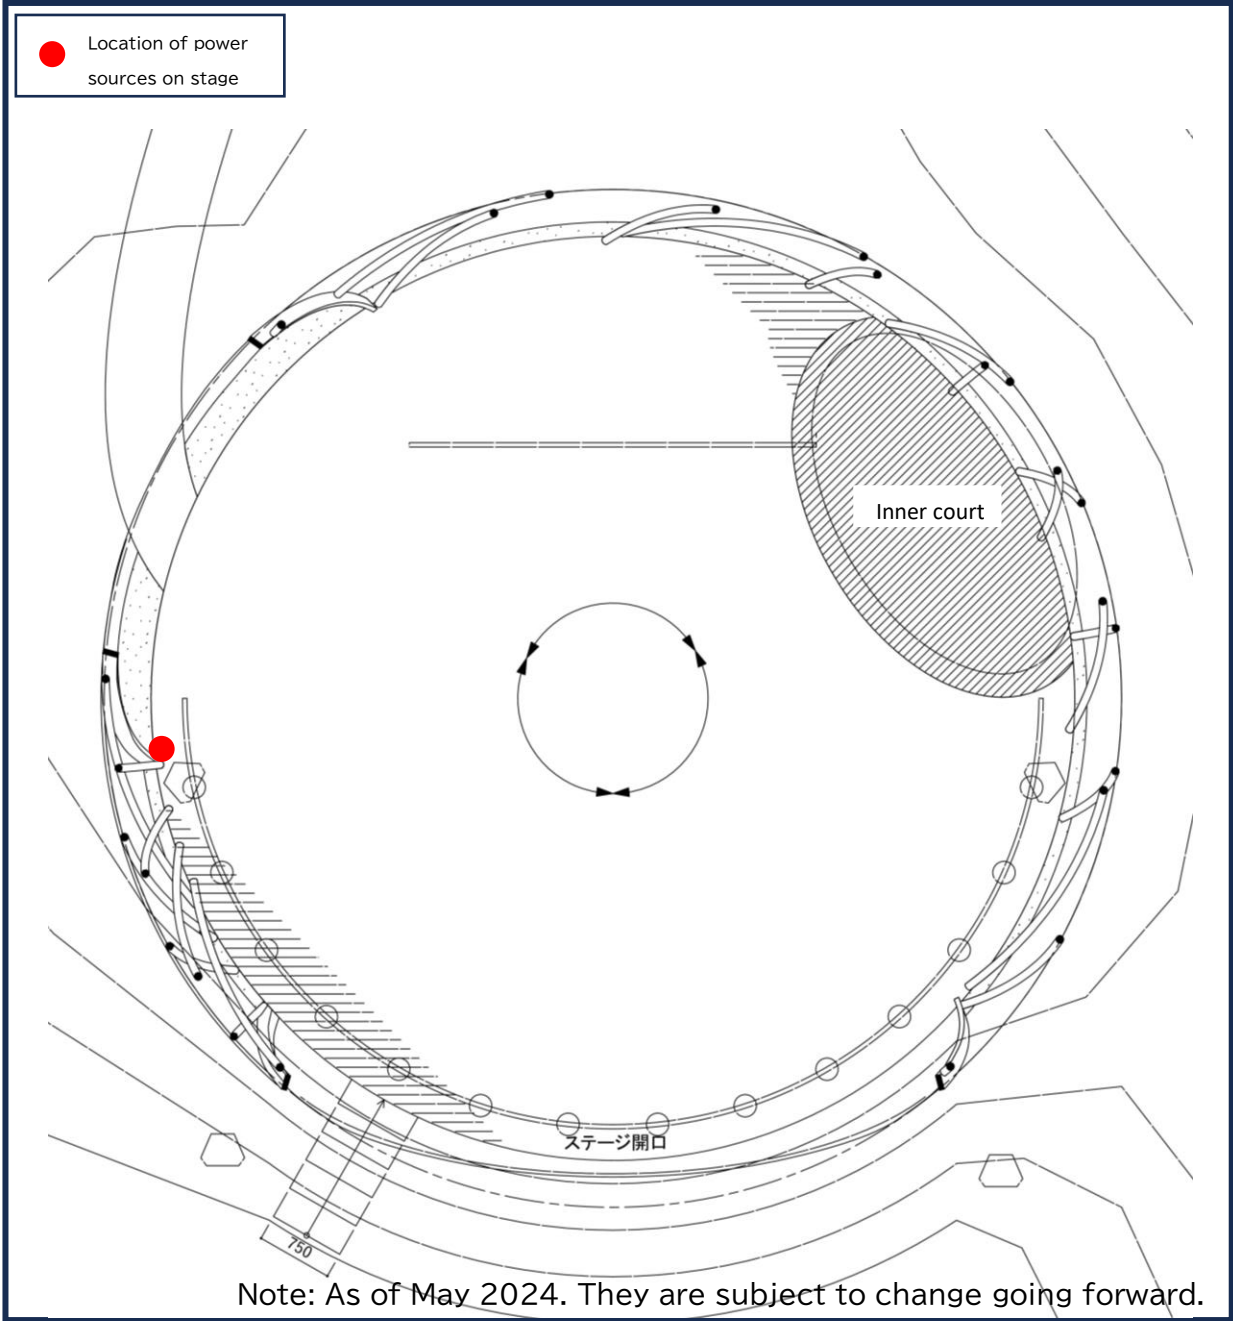 Location of power
sources on stage
Inner court
ステージ開口
750
Note: As of May 2024. They are subject to change going forward.